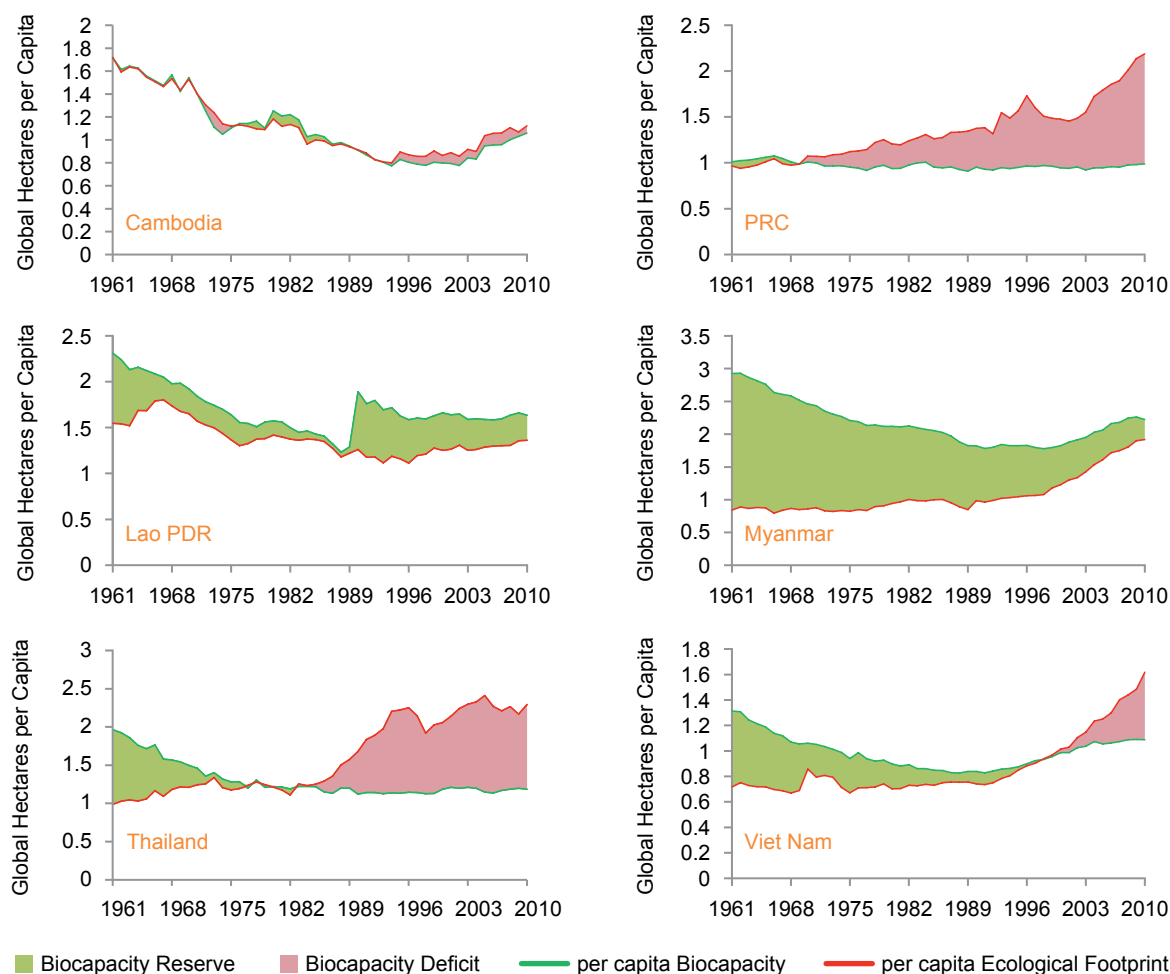 Global Hectares per Capita
2
1.8
1.6
1.4
1.2
1
0.8
0.6
0.4
0.2
0
Cambodia
1961 1968 1975 1982 1989 1996 2003 2010
Global Hectares per Capita
2.5
2
1.5
1
0.5
0
PRC
1961 1968 1975 1982 1989 1996 2003 2010
Global Hectares per Capita
2.5
2
1.5
1
0.5
0
Lao PDR
1961 1968 1975 1982 1989 1996 2003 2010
Global Hectares per Capita
3.5
3
2.5
2
1.5
1
0.5
0
Myanmar
1961 1968 1975 1982 1989 1996 2003 2010
Global Hectares per Capita
3
2.5
2
1.5
1
0.5
0
Thailand
1961 1968 1975 1982 1989 1996 2003 2010
Global Hectares per Capita
1.8
1.6
1.4
1.2
1
0.8
0.6
0.4
0.2
0
Viet Nam
1961 1968 1975 1982 1989 1996 2003 2010
Biocapacity Reserve Biocapacity Deficit per capita Biocapacity per capita Ecological Footprint